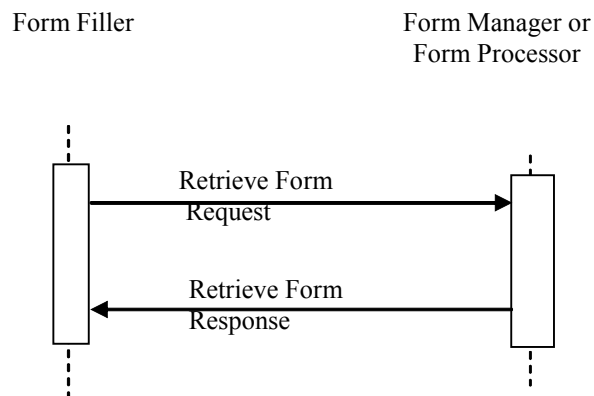 Form Filler
Form Manager or
Form Processor
Retrieve Form
Request
Retrieve Form
Response